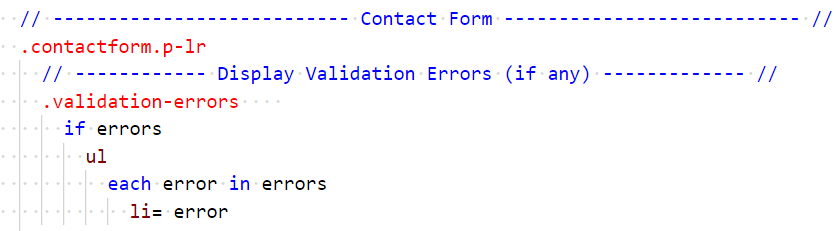 // ---------------------------- Contact Form --------------------------- //
.contactform.p-lr
// ------------ Display Validation Errors (if any) ------------- //
.validation-errors
if errors
ul
each error in errors
li= error